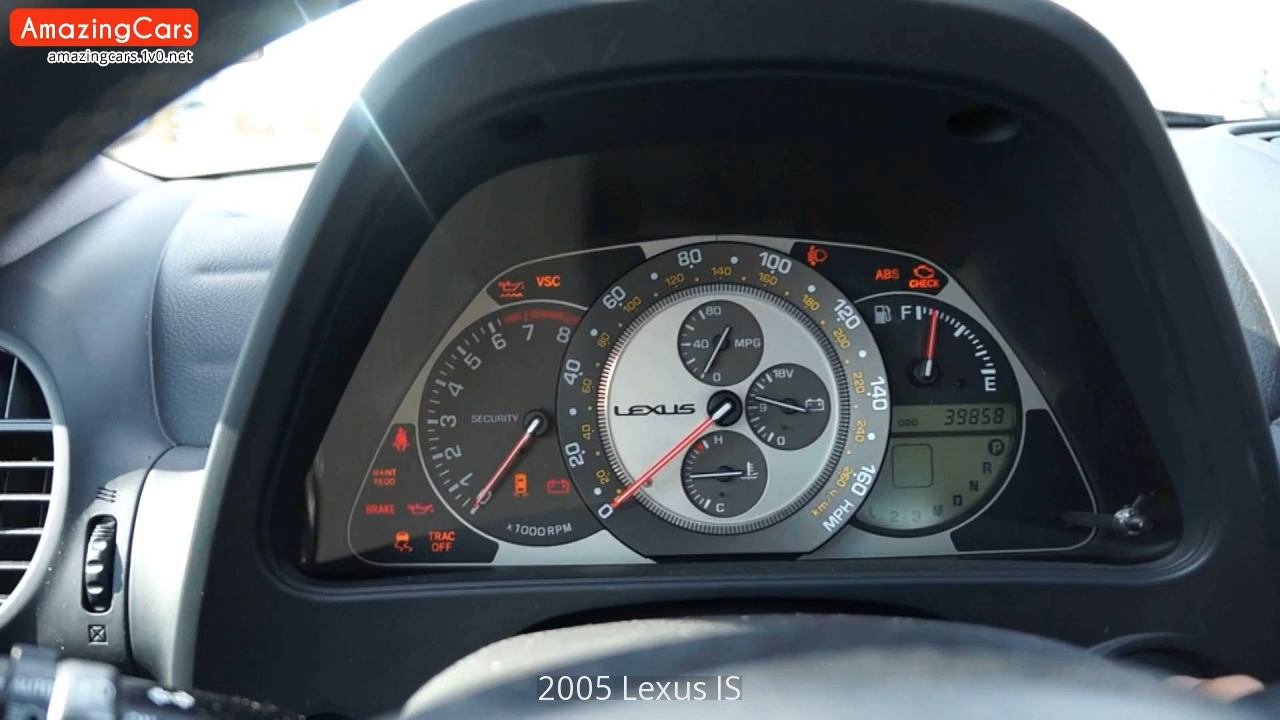 AmazingCars
amazingcars.1v0.net
VSC
ABS
CHECK
1 2 3 4 5 6 7 8
SECURITY
x1000RPM
MAINT
REQD
BRAKE
TRAC
OFF
0 20 40 60 80 100 120 140 160
MPH
20 40 60 80 100 120 140 160 180 200 220 240 260
km/h
80
40
MPG
0
18V
9
0
LEXUS
H
C
F
E
ODO 39858
P
R
N
D
L 2 3 M
2005 Lexus IS